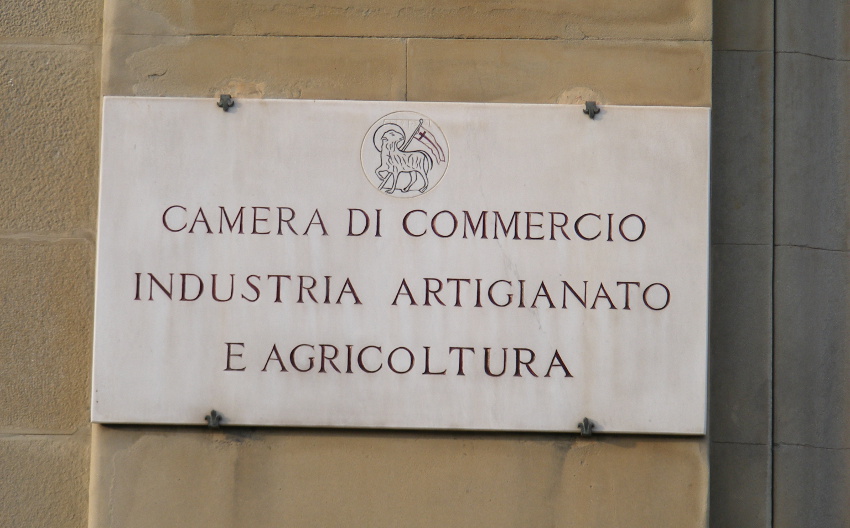 CAMERA DI COMMERCIO
INDUSTRIA ARTIGIANATO
E AGRICOLTURA